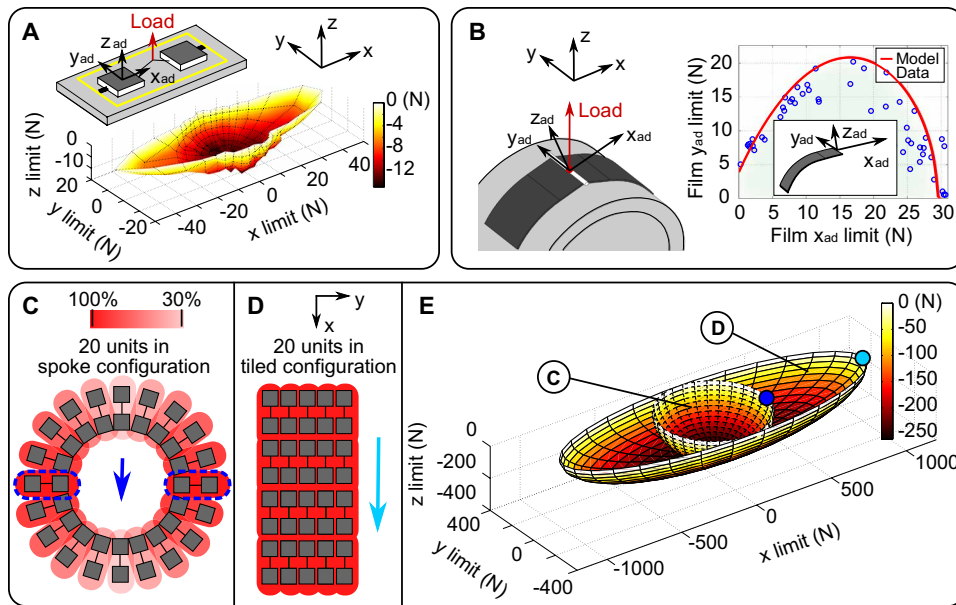 A
Load
z ad
y ad
x ad
z
y
x
0 (N)
-4
-8
-12
z limit (N)
0
-10
20
0
-20
y limit (N)
-40
-20
0
20
40
x limit (N)
B
z
y
x
Load
z ad
y ad
x ad
Film y ad limit (N)
20
15
10
5
0
Model
Data
z ad
y ad
x ad
0 5 10 15 20 25 30
Film x ad limit (N)
C
100% 30%
20 units in
spoke configuration
D
y
x
20 units in
tiled configuration
E
D
C
0 (N)
-50
-100
-150
-200
-250
z limit (N)
0
-200
-400
400
0
-400
y limit (N)
-1000
-500
0
500
1000
x limit (N)